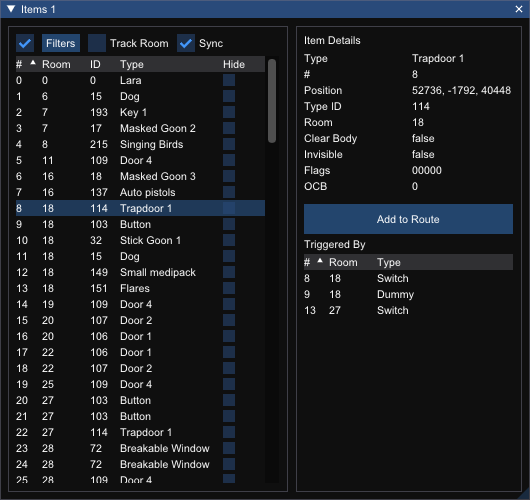 Items 1
Filters Track Room Sync
# Room ID Type Hide
0 0 0 Lara
1 6 15 Dog
2 7 193 Key 1
3 7 17 Masked Goon 2
4 8 215 Singing Birds
5 11 109 Door 4
6 16 18 Masked Goon 3
7 16 137 Auto pistols
8 18 114 Trapdoor 1
9 18 103 Button
10 18 32 Stick Goon 1
11 18 15 Dog
12 18 149 Small medipack
13 18 151 Flares
14 19 109 Door 4
15 20 107 Door 2
16 20 106 Door 1
17 22 106 Door 1
18 22 107 Door 2
19 25 109 Door 4
20 27 103 Button
21 27 103 Button
22 27 114 Trapdoor 1
23 28 72 Breakable Window
24 28 72 Breakable Window
25 28 109 Door 4
Item Details
Type Trapdoor 1
# 8
Position 52736, -1792, 40448
Type ID 114
Room 18
Clear Body false
Invisible false
Flags 00000
OCB 0
Add to Route
Triggered By
# Room Type
8 18 Switch
9 18 Dummy
13 27 Switch